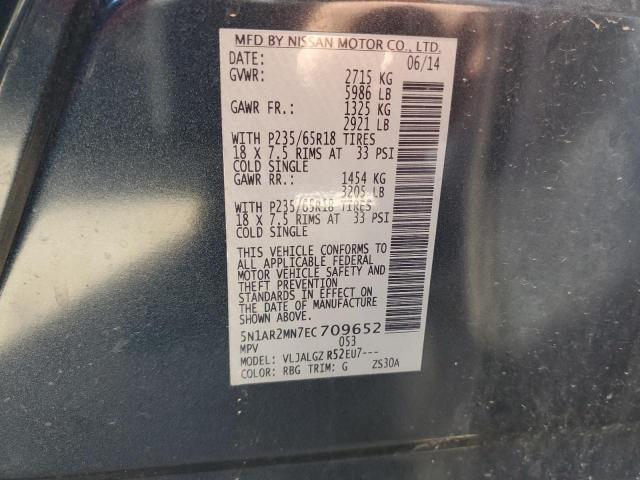 MFD BY NISSAN MOTOR CO., LTD.
DATE: 06/14
GVWR: 2715 KG
5986 LB
GAWR FR.: 1325 KG
2921 LB
WITH P235/65R18 TIRES
18 X 7.5 RIMS AT 33 PSI
COLD SINGLE
GAWR RR.: 1454 KG
3205 LB
WITH P235/65R18 TIRES
18 X 7.5 RIMS AT 33 PSI
COLD SINGLE
THIS VEHICLE CONFORMS TO
ALL APPLICABLE FEDERAL
MOTOR VEHICLE SAFETY AND
THEFT PREVENTION
STANDARDS IN EFFECT ON
THE DATE OF MANUFACTURE
SHOWN ABOVE.
5N1AR2MN7EC709652
MPV 053
MODEL: VLJALGZ R52EU7---
COLOR: RBG TRIM: G ZS30A